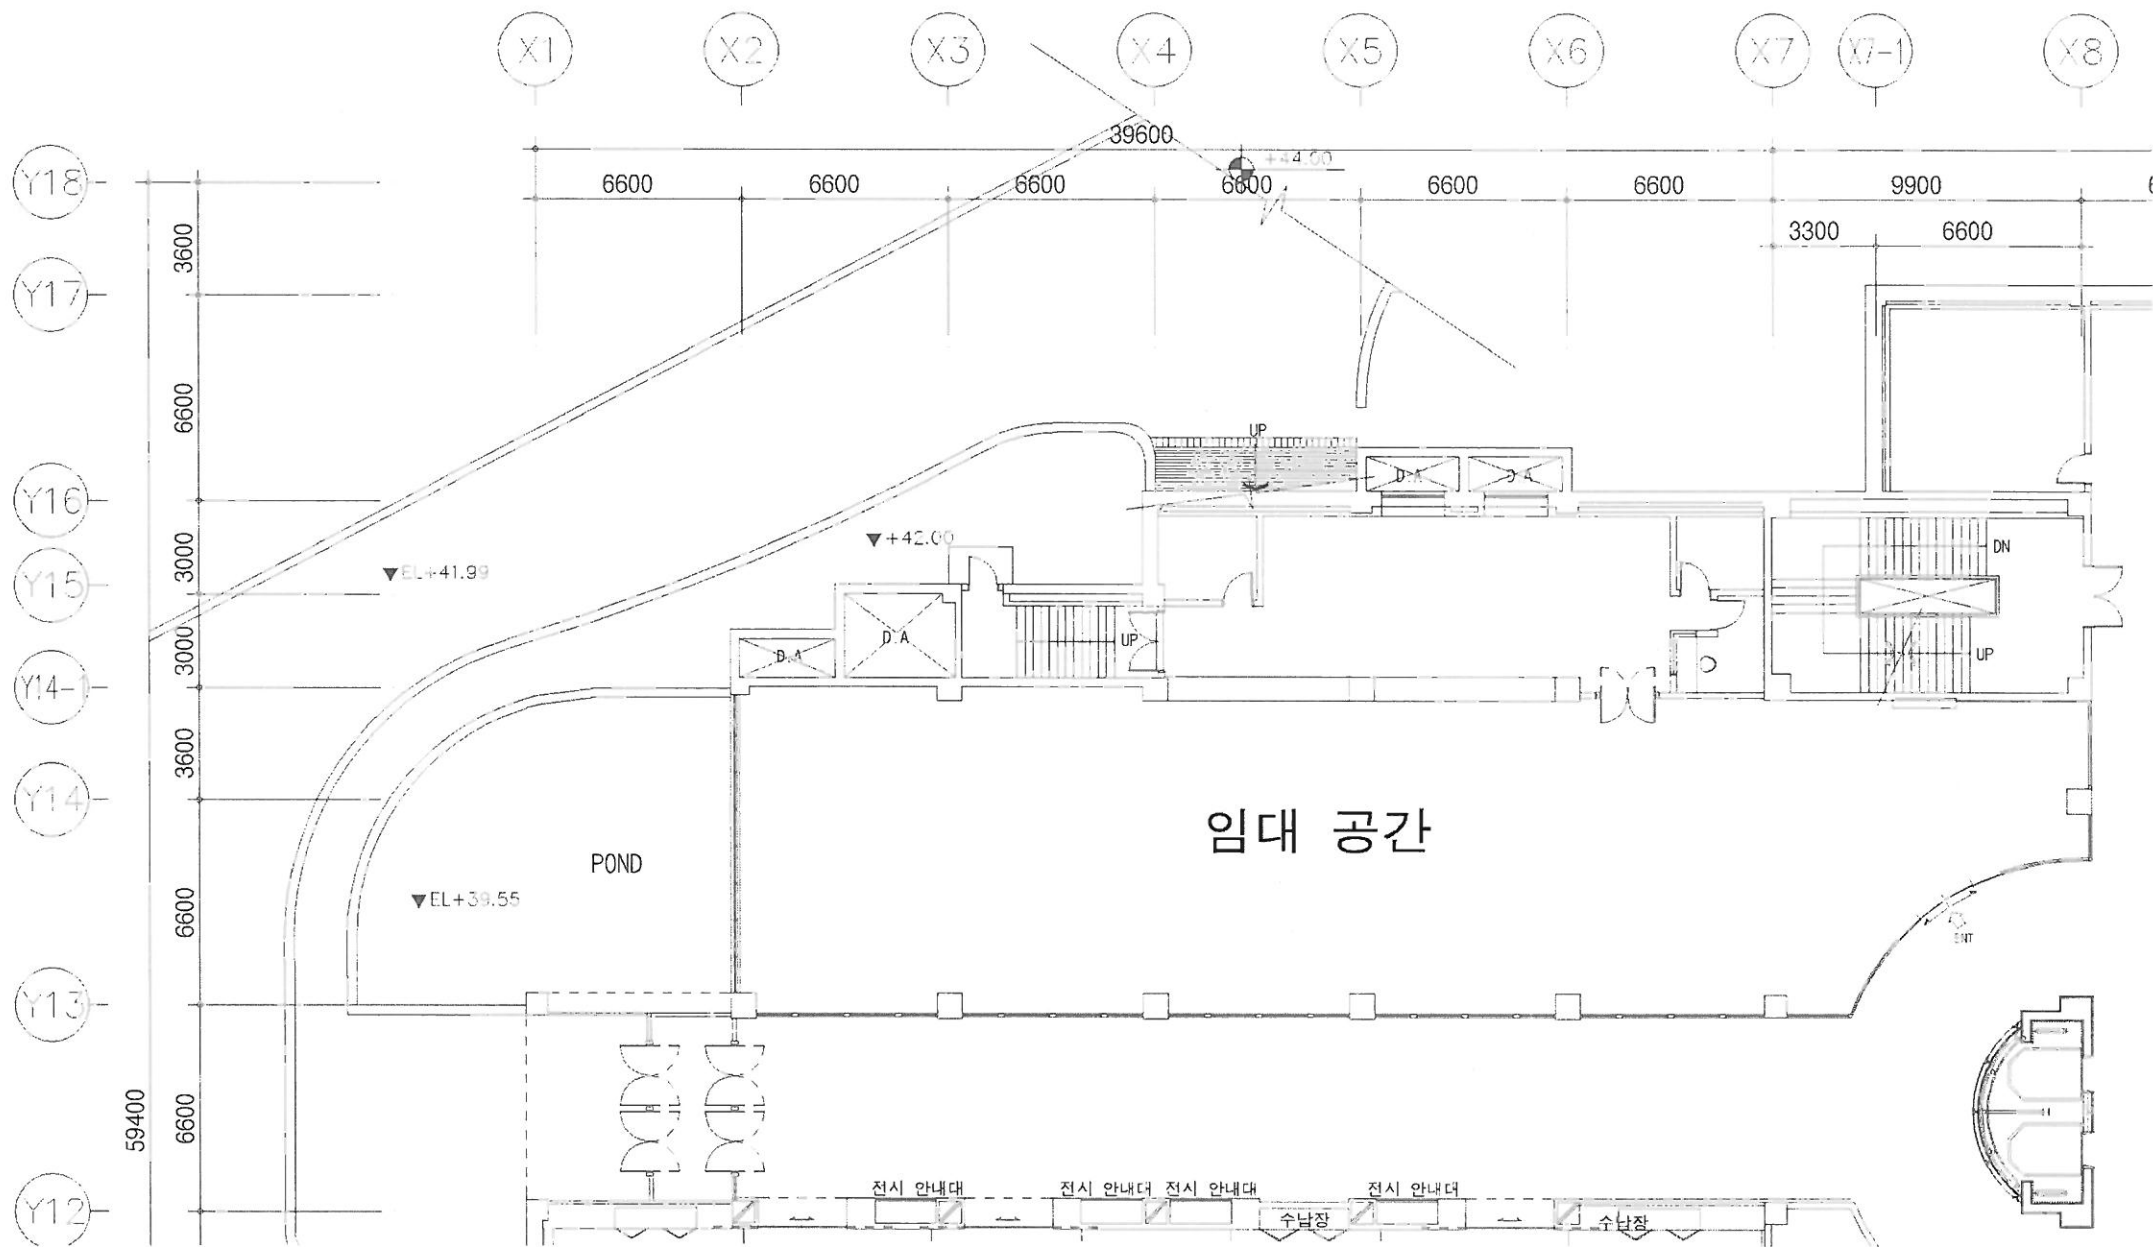 X1 X2 X3 X4 X5 X6 X7 X7-1 X8
39600
+44.00
Y18
6600 6600 6600 6600 6600 6600 9900
3600
3300 6600
Y17
6600
UP
D.A D.A
Y16
+42.00
3000
EL+41.99
DN
Y15
D.A
UP
3000
D.A
UP
Y14-1
3600
Y14
임대 공간
POND
EL+39.55
6600
ENT
Y13
59400
6600
전시 안내대 전시 안내대 전시 안내대 전시 안내대
Y12
수납장 수납장